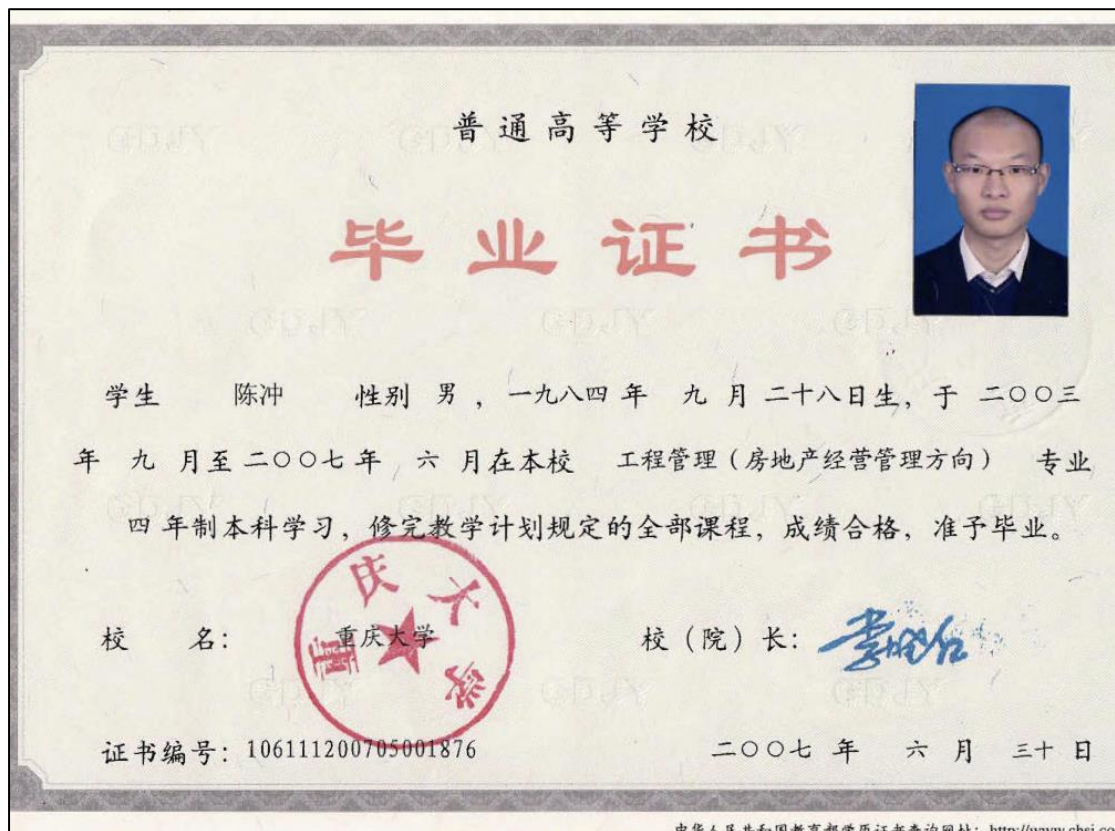 普通高等学校
毕业证书
学生 陈冲 性别 男，一九八四年 九月二十八日生，于二〇〇三
年 九 月至二〇〇七年 六 月在本校 工程管理（房地产经营管理方向） 专业
四年制本科学习，修完教学计划规定的全部课程，成绩合格，准予毕业。
校 名： 重庆大学
重庆大学
校（院）长：
证书编号：106111200705001876
二〇〇七年 六月 三十日
中华人民共和国教育部学历证书查询网址：http://www.chsi.co